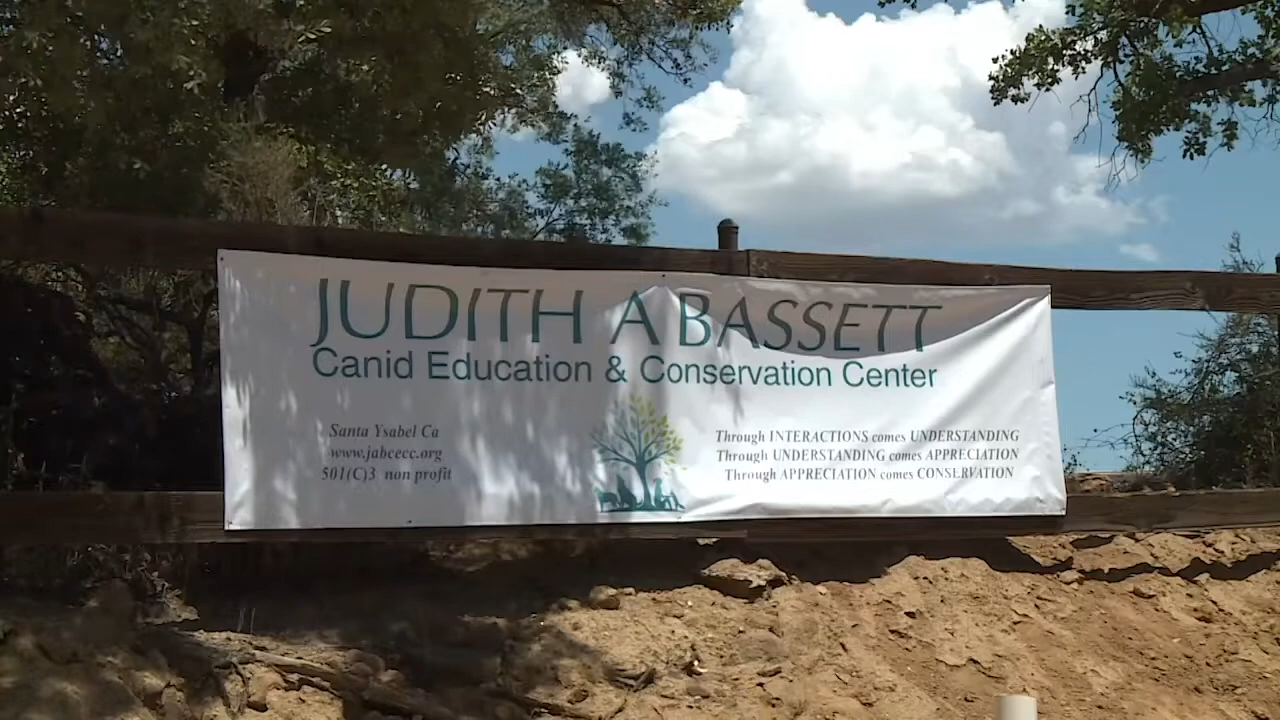 JUDITH A BASSETT
Canid Education & Conservation Center
Santa Ysabel Ca
www.jabcecc.org
501(C)3 non profit
Through INTERACTIONS comes UNDERSTANDING
Through UNDERSTANDING comes APPRECIATION
Through APPRECIATION comes CONSERVATION